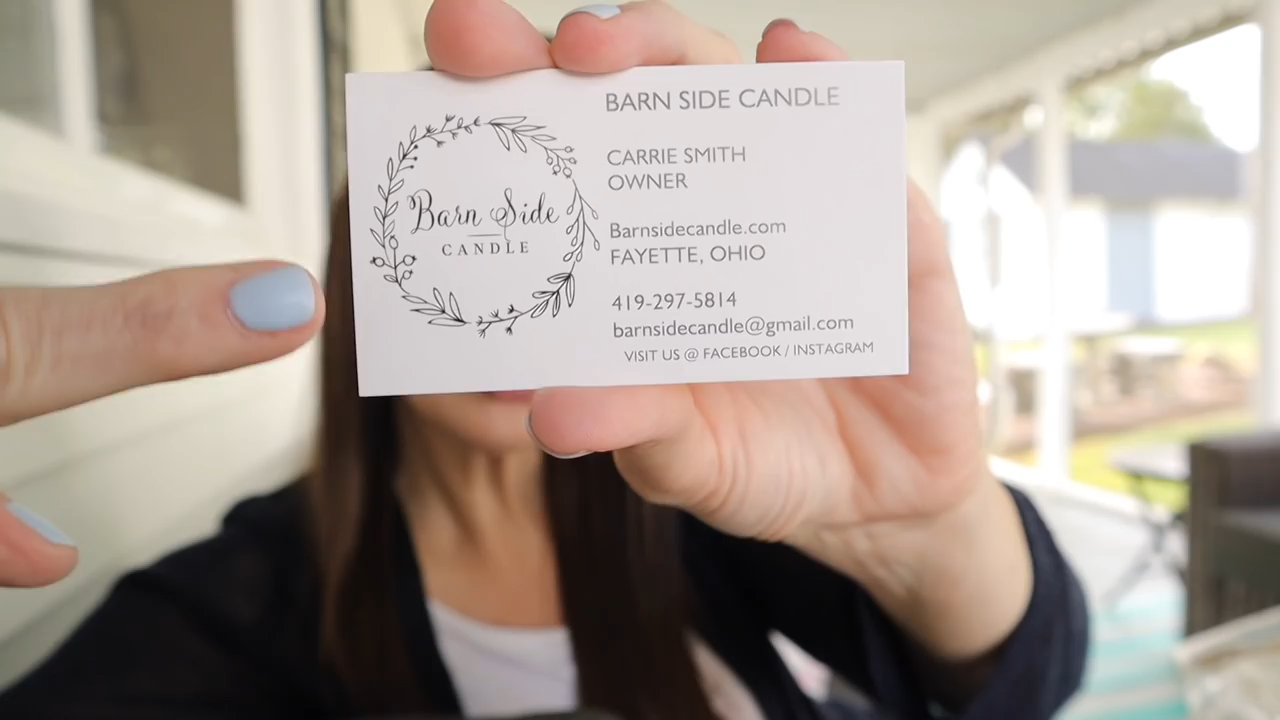 Barn Side
CANDLE
BARN SIDE CANDLE
CARRIE SMITH
OWNER
Barnsidecandle.com
FAYETTE, OHIO
419-297-5814
barnsidecandle@gmail.com
VISIT US @ FACEBOOK / INSTAGRAM